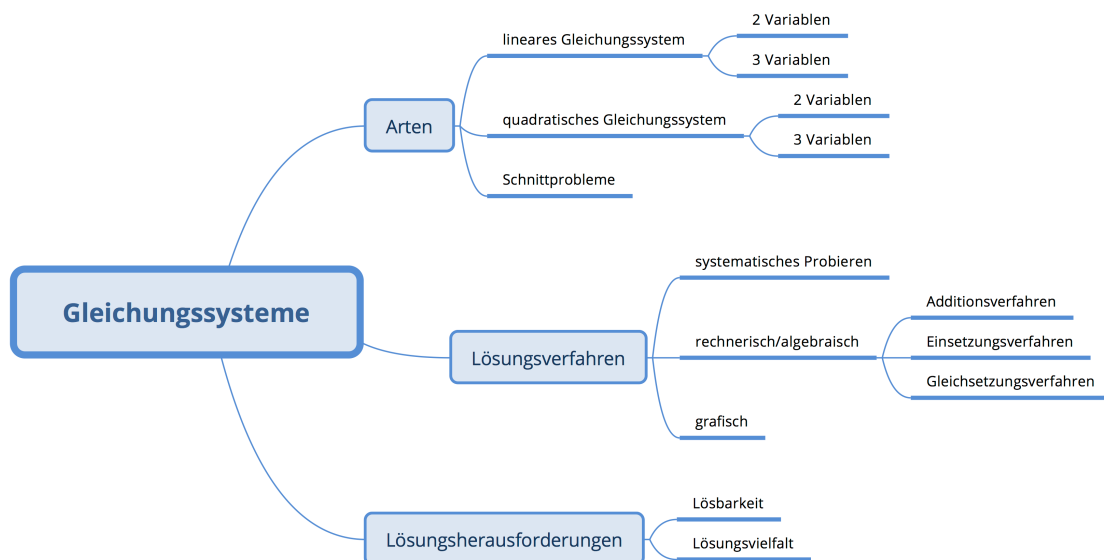 Gleichungssysteme
Arten
lineares Gleichungssystem
2 Variablen
3 Variablen
quadratisches Gleichungssystem
2 Variablen
3 Variablen
Schnittprobleme
Lösungsverfahren
systematisches Probieren
rechnerisch/algebraisch
Additionsverfahren
Einsetzungsverfahren
Gleichsetzungsverfahren
grafisch
Lösungsherausforderungen
Lösbarkeit
Lösungsvielfalt